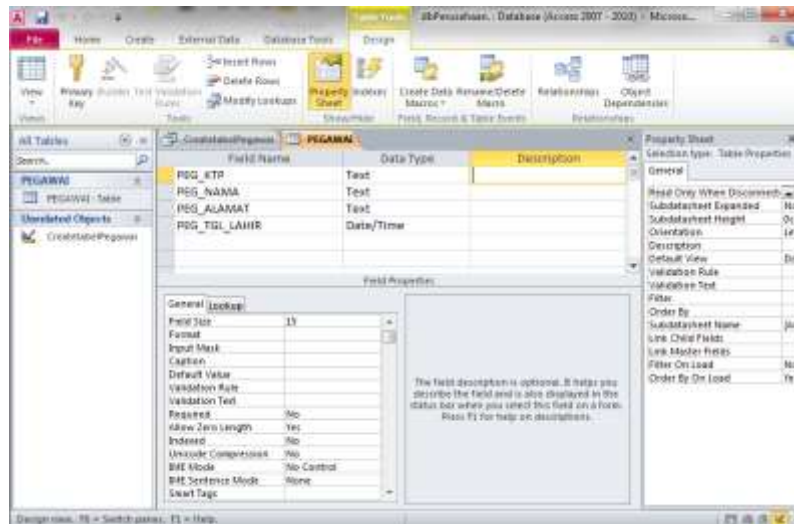 Table Tools
dbPerusahaan : Database (Access 2007 - 2010) - Microso...
File Home Create External Data Database Tools Design
View
Primary Key
Builder
Test Validation Rules
Insert Rows
Delete Rows
Modify Lookups
Property Sheet
Indexes
Create Data Macros
Rename/Delete Macro
Relationships
Object Dependencies
Views
Tools
Show/Hide
Field, Record & Table Events
Relationships
All Tables
Search..
PEGAWAI
PEGAWAI : Table
Unrelated Objects
CreatetabelPegawai
CreatetabelPegawai PEGAWAI
Field Name Data Type Description
PEG_KTP Text
PEG_NAMA Text
PEG_ALAMAT Text
PEG_TGL_LAHIR Date/Time
Field Properties
General Lookup
Field Size 15
Format
Input Mask
Caption
Default Value
Validation Rule
Validation Text
Required No
Allow Zero Length Yes
Indexed No
Unicode Compression No
IME Mode No Control
IME Sentence Mode None
Smart Tags
The field description is optional. It helps you
describe the field and is also displayed in the
status bar when you select this field on a form.
Press F1 for help on descriptions.
Property Sheet
Selection type: Table Properties
General
Read Only When Disconnect
Subdatasheet Expanded
Subdatasheet Height
Orientation
Description
Default View
Validation Rule
Validation Text
Filter
Order By
Subdatasheet Name
Link Child Fields
Link Master Fields
Filter On Load
Order By On Load Ye
Design view. F6 = Switch panes. F1 = Help.